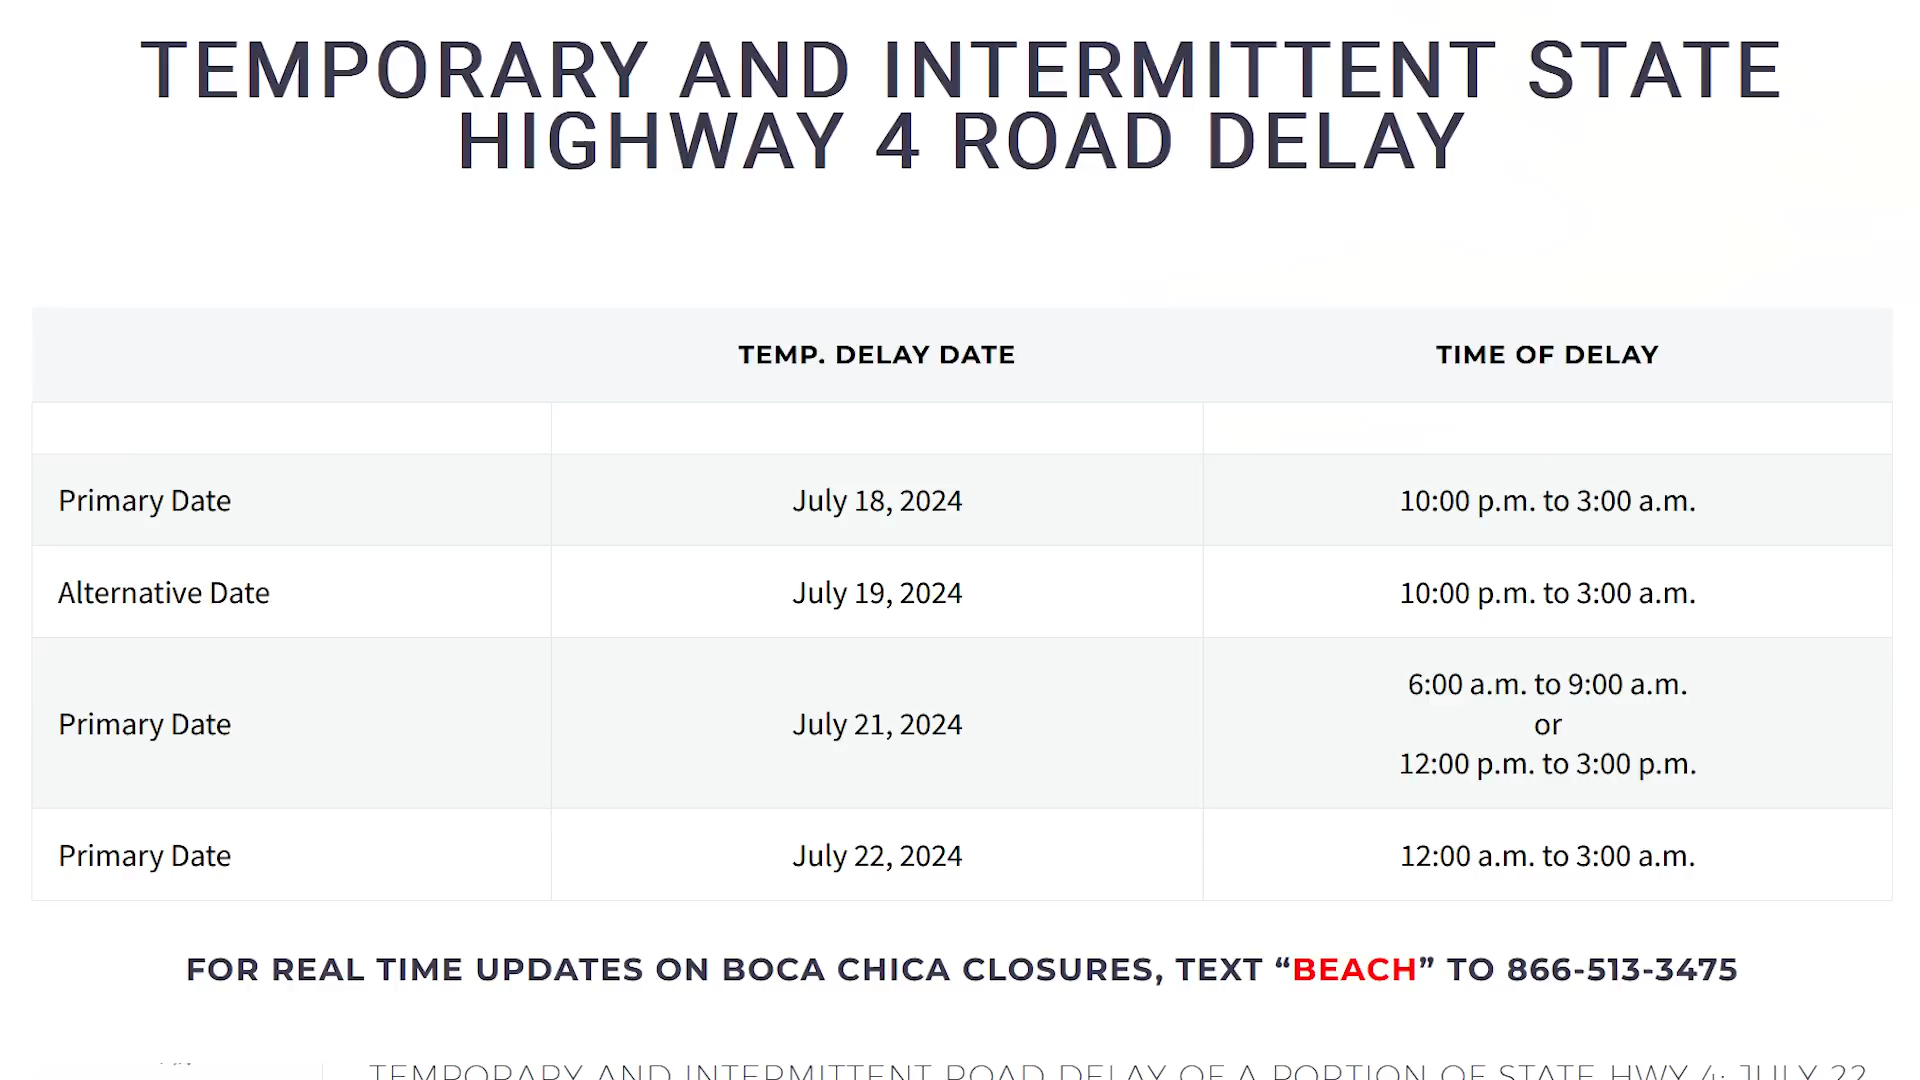 TEMPORARY AND INTERMITTENT STATE
HIGHWAY 4 ROAD DELAY
TEMP. DELAY DATE TIME OF DELAY
Primary Date July 18, 2024 10:00 p.m. to 3:00 a.m.
Alternative Date July 19, 2024 10:00 p.m. to 3:00 a.m.
Primary Date July 21, 2024 6:00 a.m. to 9:00 a.m.
or
12:00 p.m. to 3:00 p.m.
Primary Date July 22, 2024 12:00 a.m. to 3:00 a.m.
FOR REAL TIME UPDATES ON BOCA CHICA CLOSURES, TEXT “BEACH” TO 866-513-3475
TEMPORARY AND INTERMITTENT ROAD DELAY OF A PORTION OF STATE HWY 4: JULY 22